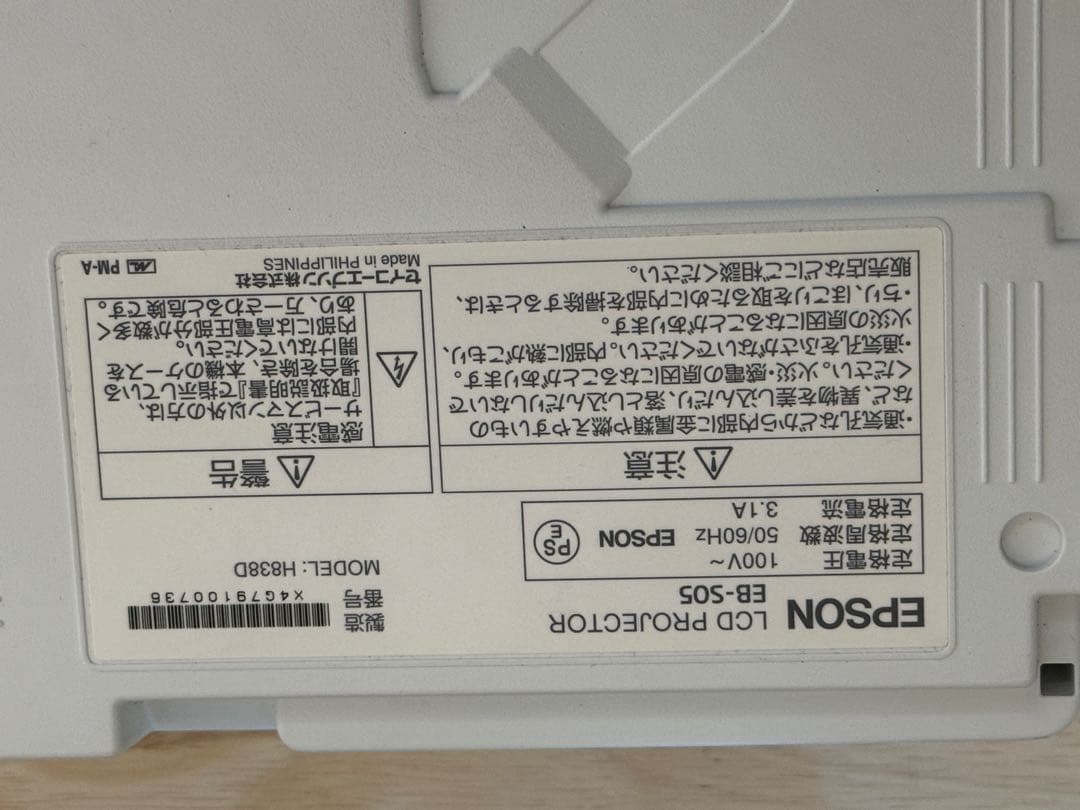 EPSON LCD PROJECTOR
EB-S05
製造番号
X4G79100736
MODEL: H838D
定格電圧 100V～
定格周波数 50/60Hz
定格電流 3.1A
EPSON
PS
E
注意
・通気孔などから内部に金属類や燃えやすいもの
など、異物を差し込んだり、落とし込んだりしないで
ください。火災・感電の原因になることがあります。
・通気孔をふさがないでください。内部に熱がこもり、
火災の原因になることがあります。
・ちり、ほこりを取るために内部を掃除するときは、
販売店などにご相談ください。
警告
感電注意
サービスマン以外の方は、
『取扱説明書』で指示している
場合を除き、本機のケースを
開けないでください。
内部には高電圧部分が数多く
あり、万一さわると危険です。
セイコーエプソン株式会社
Made in PHILIPPINES
PM-A